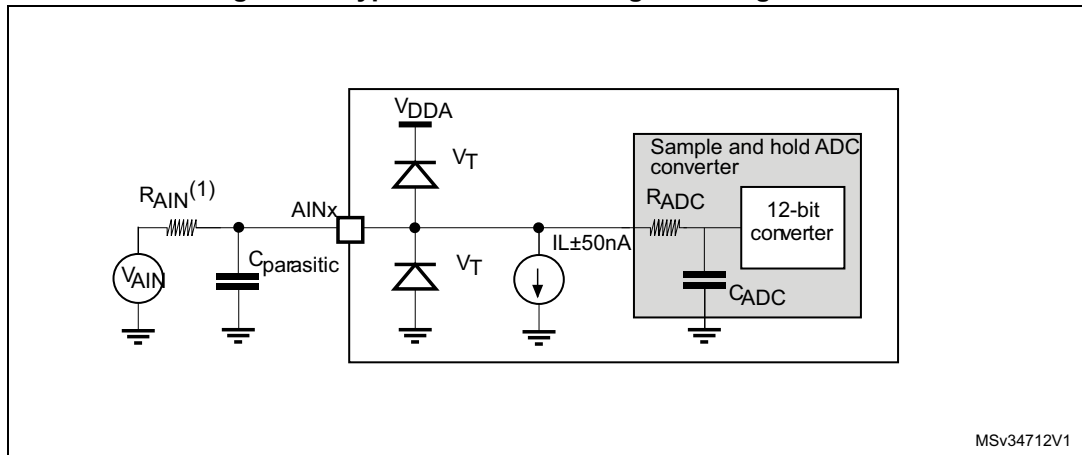 VDDA
VT
Sample and hold ADC
converter
RAIN(1)
AINx
RADC
12-bit
converter
IL±50nA
Cparasitic
VT
VAIN
CADC
MSv34712V1